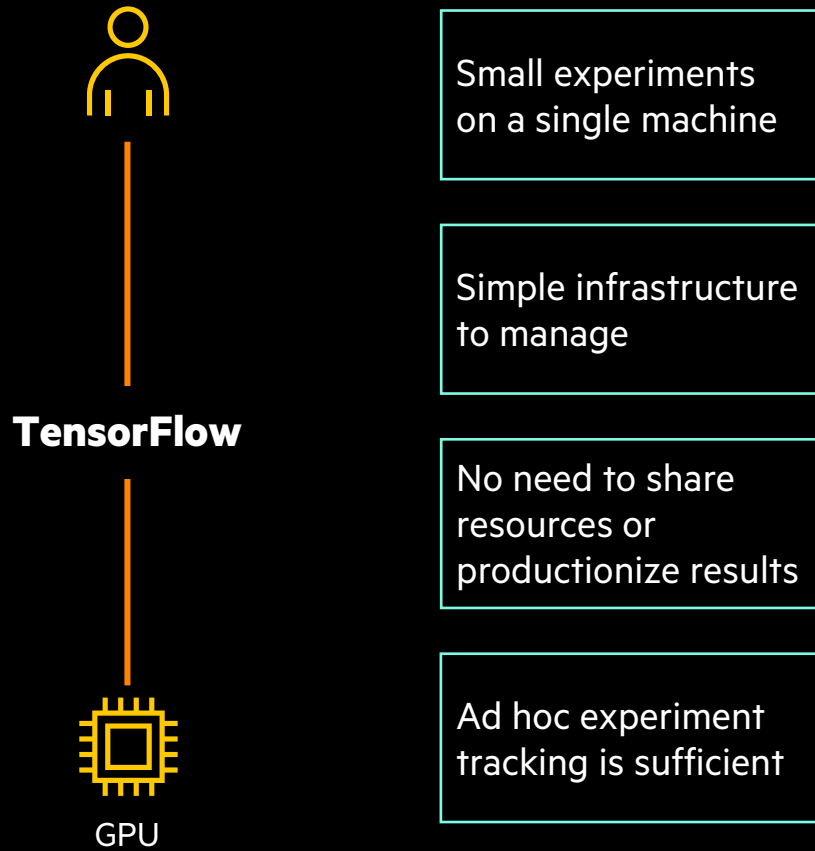 TensorFlow
GPU
Small experiments
on a single machine
Simple infrastructure
to manage
No need to share
resources or
productionize results
Ad hoc experiment
tracking is sufficient